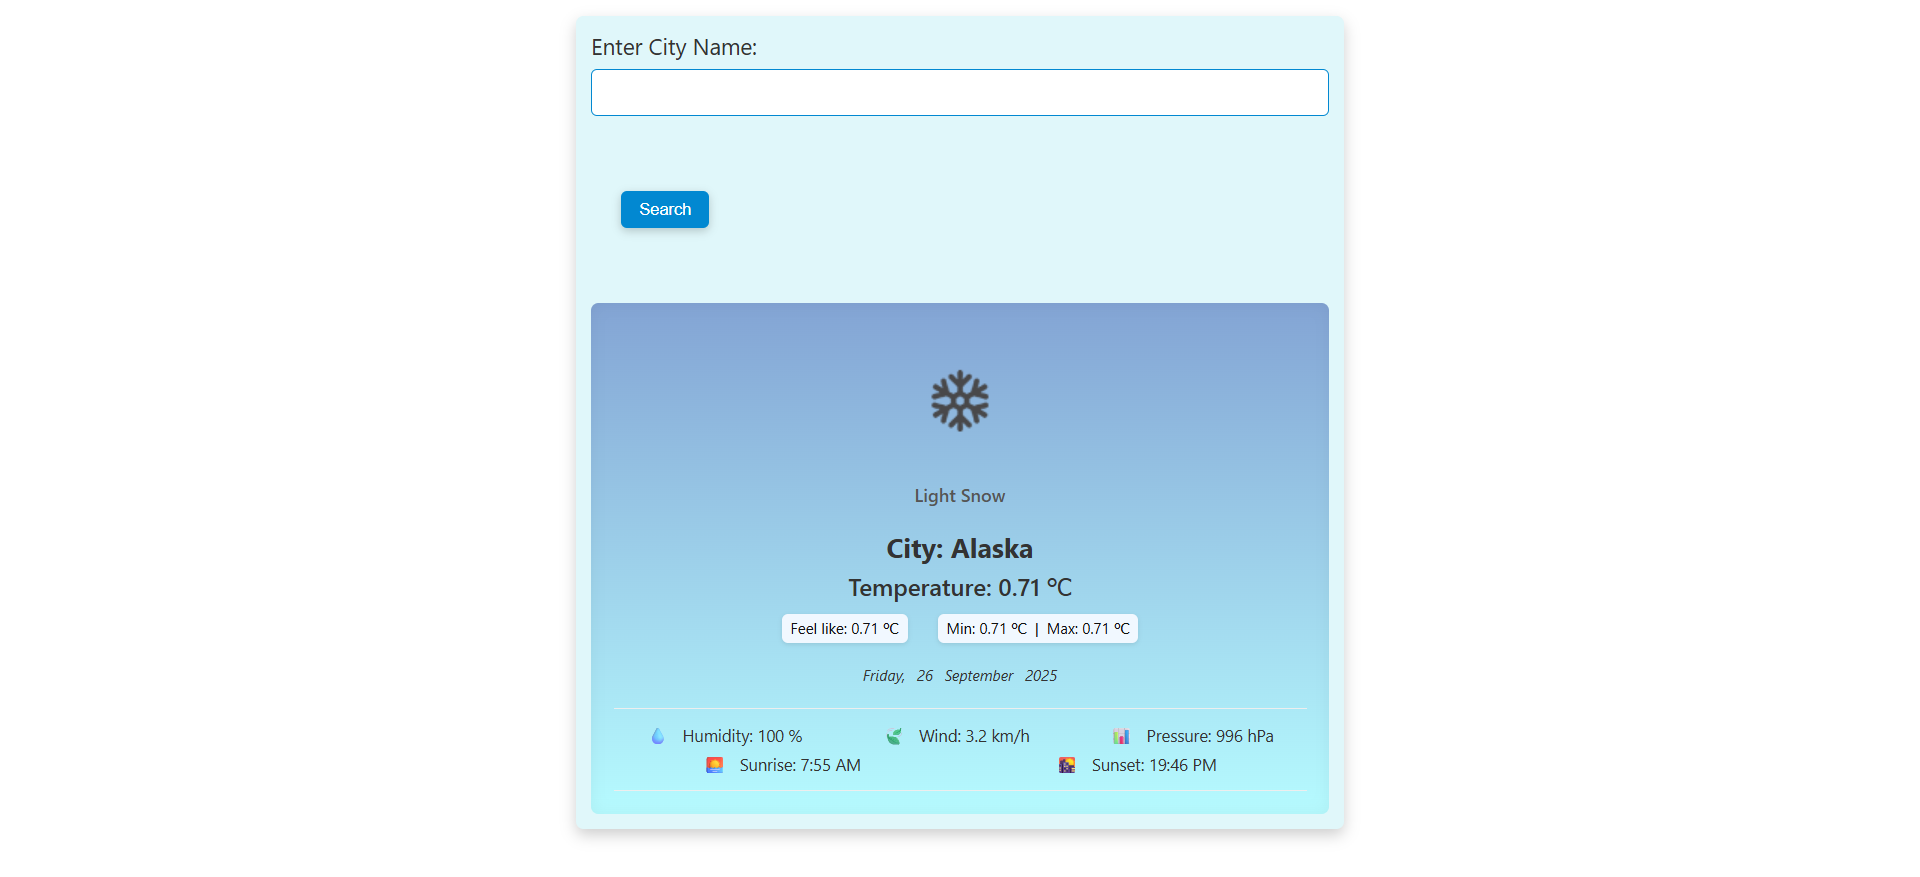 Enter City Name:
Search
Light Snow
City: Alaska
Temperature: 0.71 °C
Feel like: 0.71 °C Min: 0.71 °C | Max: 0.71 °C
Friday, 26 September 2025
Humidity: 100 % Wind: 3.2 km/h Pressure: 996 hPa
Sunrise: 7:55 AM Sunset: 19:46 PM